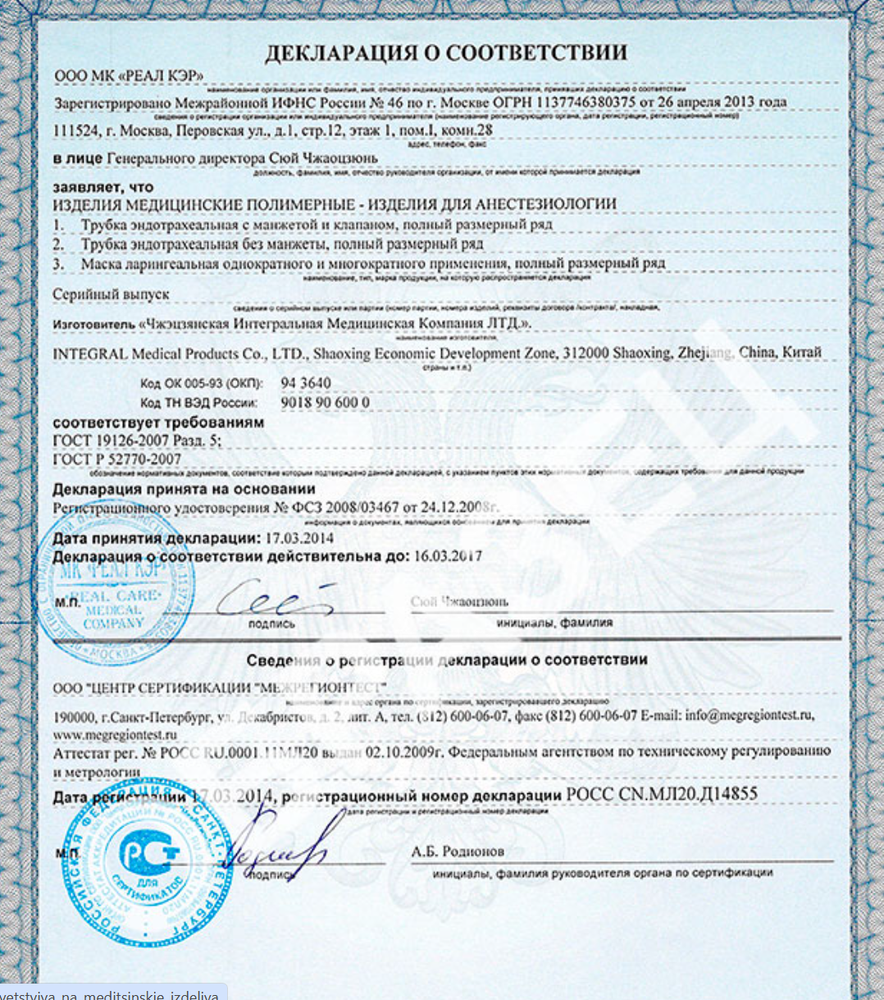 ДЕКЛАРАЦИЯ О СООТВЕТСТВИИ
ООО МК «РЕАЛ КЭР»
наименование организации или фамилия, имя, отчество индивидуального предпринимателя, принявших декларацию о соответствии
Зарегистрировано Межрайонной ИФНС России № 46 по г. Москве ОГРН 1137746380375 от 26 апреля 2013 года
сведения о регистрации организации или индивидуального предпринимателя (наименование регистрирующего органа, дата регистрации, регистрационный номер)
111524, г. Москва, Перовская ул., д.1, стр.12, этаж 1, пом.I, комн.28
адрес, телефон, факс
в лице Генерального директора Сюй Чжаоцзюнь
должность, фамилия, имя, отчество руководителя организации, от имени которой принимается декларация
заявляет, что
ИЗДЕЛИЯ МЕДИЦИНСКИЕ ПОЛИМЕРНЫЕ - ИЗДЕЛИЯ ДЛЯ АНЕСТЕЗИОЛОГИИ
1. Трубка эндотрахеальная с манжетой и клапаном, полный размерный ряд
2. Трубка эндотрахеальная без манжеты, полный размерный ряд
3. Маска ларингеальная однократного и многократного применения, полный размерный ряд
наименование, тип, марка продукции, на которую распространяется декларация
Серийный выпуск
сведения о серийном выпуске или партии (номер партии, номера изделий, реквизиты договора /контракта/, накладная,
Изготовитель «Чжэцзянская Интегральная Медицинская Компания ЛТД.».
наименование изготовителя,
INTEGRAL Medical Products Co., LTD., Shaoxing Economic Development Zone, 312000 Shaoxing, Zhejiang, China, Китай
страны и т.п.)
Код ОК 005-93 (ОКП): 94 3640
Код ТН ВЭД России: 9018 90 600 0
соответствует требованиям
ГОСТ 19126-2007 Разд. 5;
ГОСТ Р 52770-2007
обозначение нормативных документов, соответствие которым подтверждено данной декларацией, с указанием пунктов этих нормативных документов, содержащих требования для данной продукции
Декларация принята на основании
Регистрационного удостоверения № ФСЗ 2008/03467 от 24.12.2008г.
информация о документах, являющихся основанием для принятия декларации
Дата принятия декларации: 17.03.2014
Декларация о соответствии действительна до: 16.03.2017
МК «РЕАЛ КЭР»
REAL CARE
MEDICAL
COMPANY
МОСКВА
м.п. Сюй Чжаоцзюнь
подпись инициалы, фамилия
Сведения о регистрации декларации о соответствии
ООО "ЦЕНТР СЕРТИФИКАЦИИ "МЕЖРЕГИОНТЕСТ"
наименование и адрес органа по сертификации, зарегистрировавшего декларацию
190000, г.Санкт-Петербург, ул. Декабристов, д. 2, лит. А, тел. (812) 600-06-07, факс (812) 600-06-07 E-mail: info@megregiontest.ru,
www.megregiontest.ru
Аттестат рег. № РОСС RU.0001.11МЛ20 выдан 02.10.2009г. Федеральным агентством по техническому регулированию
и метрологии
Дата регистрации 17.03.2014, регистрационный номер декларации РОСС CN.МЛ20.Д14855
дата регистрации и регистрационный номер декларации
РОССИЙСКАЯ ФЕДЕРАЦИЯ САНКТ-ПЕТЕРБУРГ
ДЛЯ
СЕРТИФИКАТОВ
м.п. А.Б. Родионов
подпись инициалы, фамилия руководителя органа по сертификации
vetstviya_na_meditsinskie_izdeliya